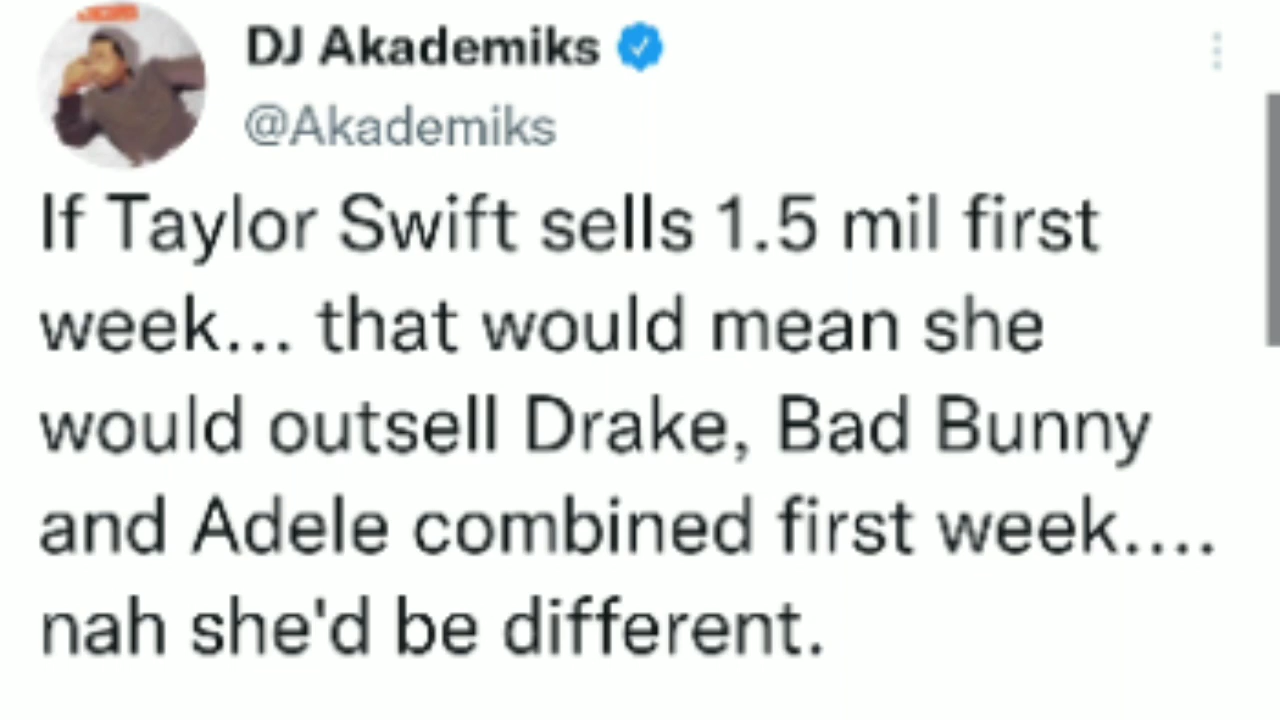 DJ Akademiks
@Akademiks
If Taylor Swift sells 1.5 mil first
week... that would mean she
would outsell Drake, Bad Bunny
and Adele combined first week....
nah she'd be different.